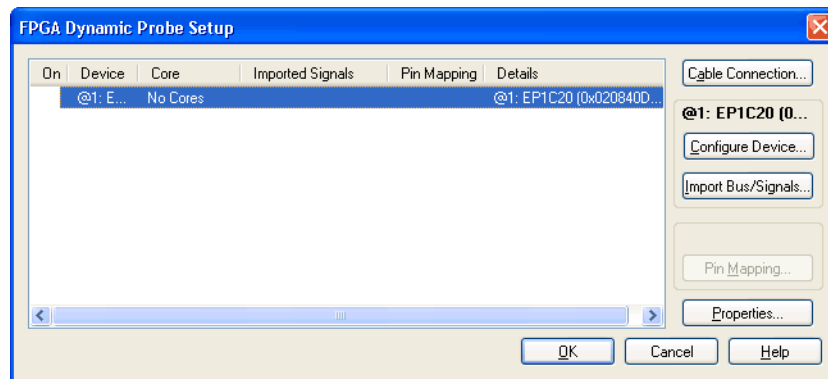 FPGA Dynamic Probe Setup
On Device Core Imported Signals Pin Mapping Details
@1: E... No Cores @1: EP1C20 (0x020840D...
Cable Connection...
@1: EP1C20 (0...
Configure Device...
Import Bus/Signals...
Pin Mapping...
Properties...
OK Cancel Help